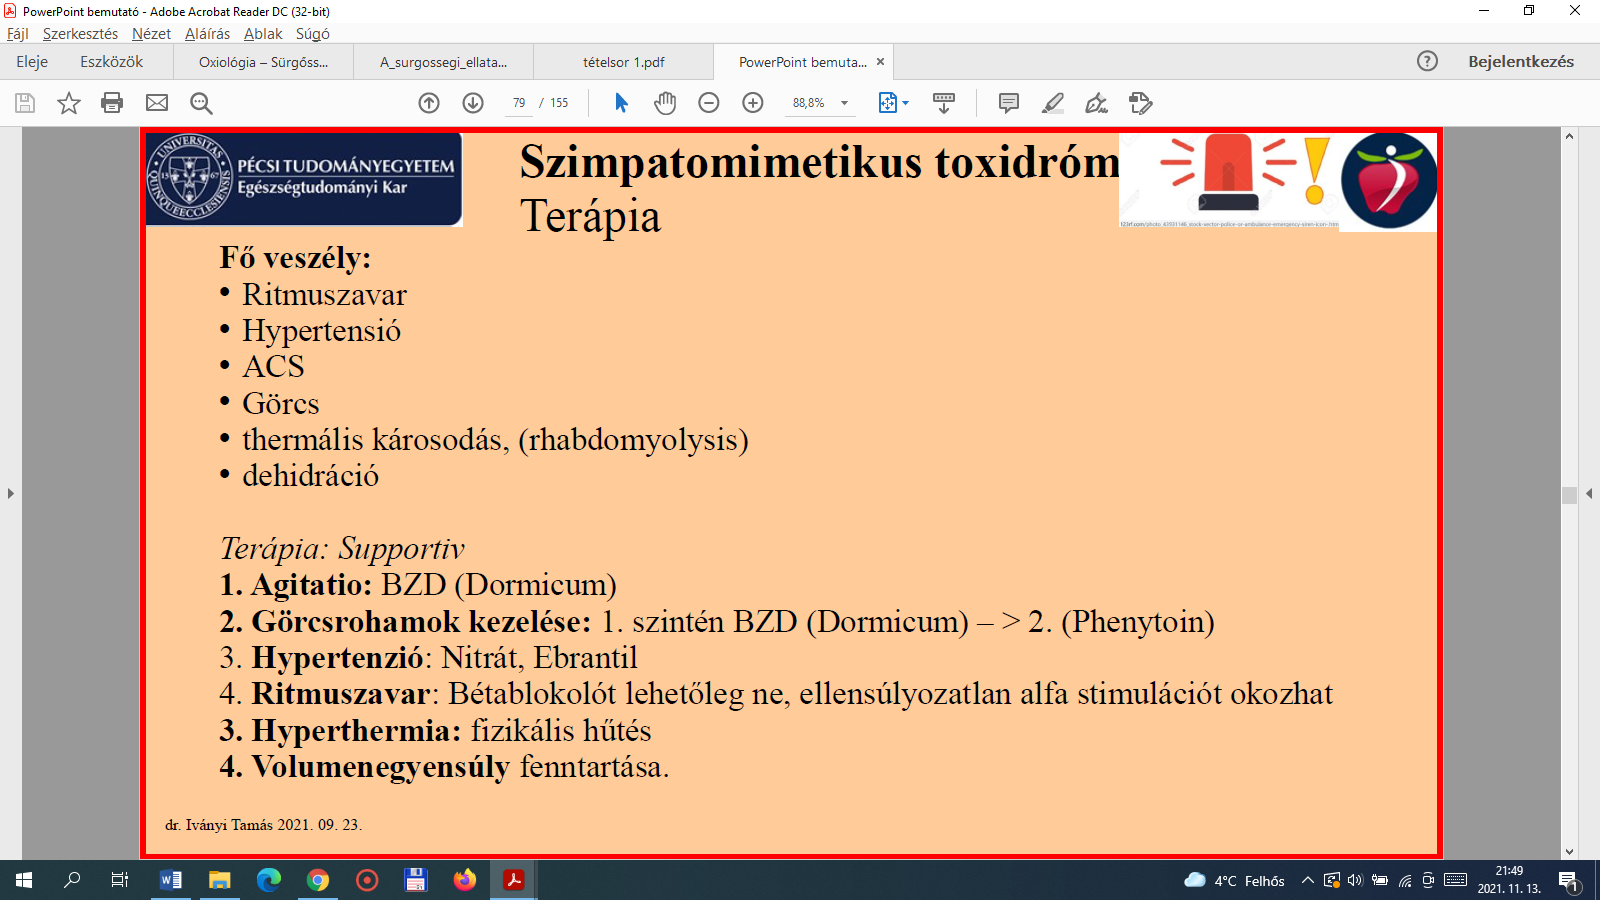 PowerPoint bemutató - Adobe Acrobat Reader DC (32-bit)
Fájl Szerkesztés Nézet Aláírás Ablak Súgó
Eleje Eszközök Oxiológia – Sürgőss... A_surgossegi_ellata... tételsor 1.pdf PowerPoint bemuta... Bejelentkezés
79 / 155 88,8%
UNIVERSITAS QUINQUEECCLESIENSIS 1367
PÉCSI TUDOMÁNYEGYETEM
Egészségtudományi Kar
Szimpatomimetikus toxidróm
Terápia
Fő veszély:
• Ritmuszavar
• Hypertensió
• ACS
• Görcs
• thermális károsodás, (rhabdomyolysis)
• dehidráció
Terápia: Supportiv
1. Agitatio: BZD (Dormicum)
2. Görcsrohamok kezelése: 1. szintén BZD (Dormicum) – > 2. (Phenytoin)
3. Hypertenzió: Nitrát, Ebrantil
4. Ritmuszavar: Bétablokolót lehetőleg ne, ellensúlyozatlan alfa stimulációt okozhat
3. Hyperthermia: fizikális hűtés
4. Volumenegyensúly fenntartása.
dr. Iványi Tamás 2021. 09. 23.
4°C Felhős
21:49
2021. 11. 13.
1